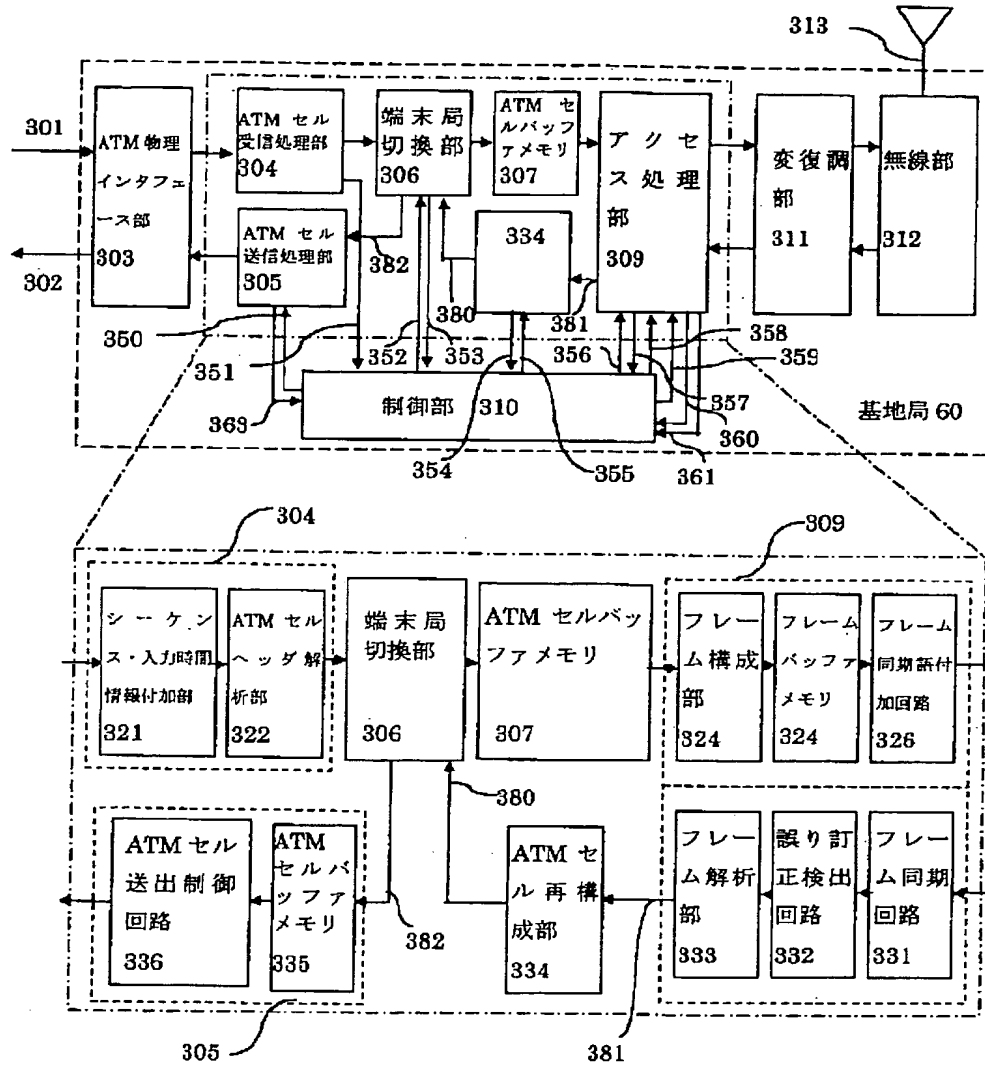 313
301
ATM 物理
インタフェ
ース部
303
302
ATM セル
受信処理部
304
端末局
切換部
306
ATM セ
ルバッフ
ァメモリ
307
アクセ
ス処理
部
309
変復調
部
311
無線部
312
ATM セル
送信処理部
305
382
334
380
381
350
351
352
353
356
358
359
357
363
制御部 310
360
354
355
361
基地局 60
304
309
シーケン
ス・入力時間
情報付加部
321
ATM セル
ヘッダ解
析部
322
端末局
切換部
306
ATM セルバッ
ファメモリ
307
フレー
ム構成
部
324
フレーム
バッファ
メモリ
324
フレーム
同期語付
加回路
326
380
ATM セル
送出制御
回路
336
ATM
セルバ
ッファ
メモリ
335
382
ATM セ
ル再構
成部
334
フレー
ム解析
部
333
誤り訂
正検出
回路
332
フレー
ム同期
回路
331
305
381